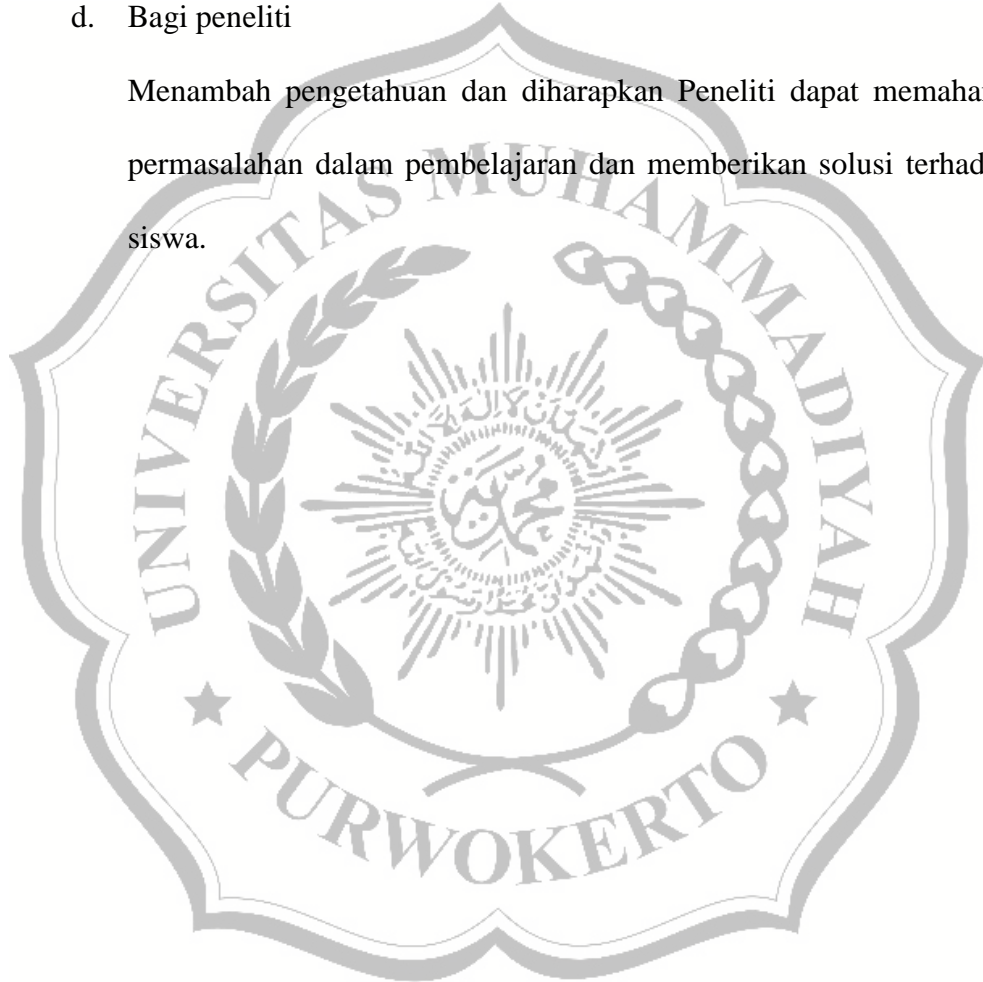 d. Bagi peneliti
Menambah pengetahuan dan diharapkan Peneliti dapat memaha
permasalahan dalam pembelajaran dan memberikan solusi terhad
siswa.
UNIVERSITAS MUHAMMADIYAH
PURWOKERTO